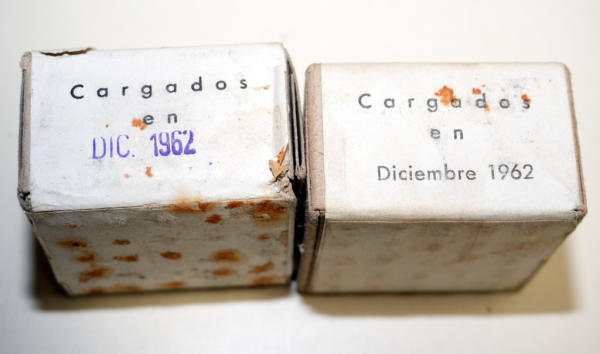 Cargados
en
DIC. 1962
Cargados
en
Diciembre 1962